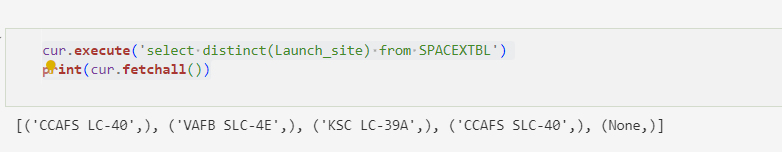 cur.execute('select distinct(Launch_site) from SPACEXTBL')
print(cur.fetchall())
[('CCAFS LC-40',), ('VAFB SLC-4E',), ('KSC LC-39A',), ('CCAFS SLC-40',), (None,)]